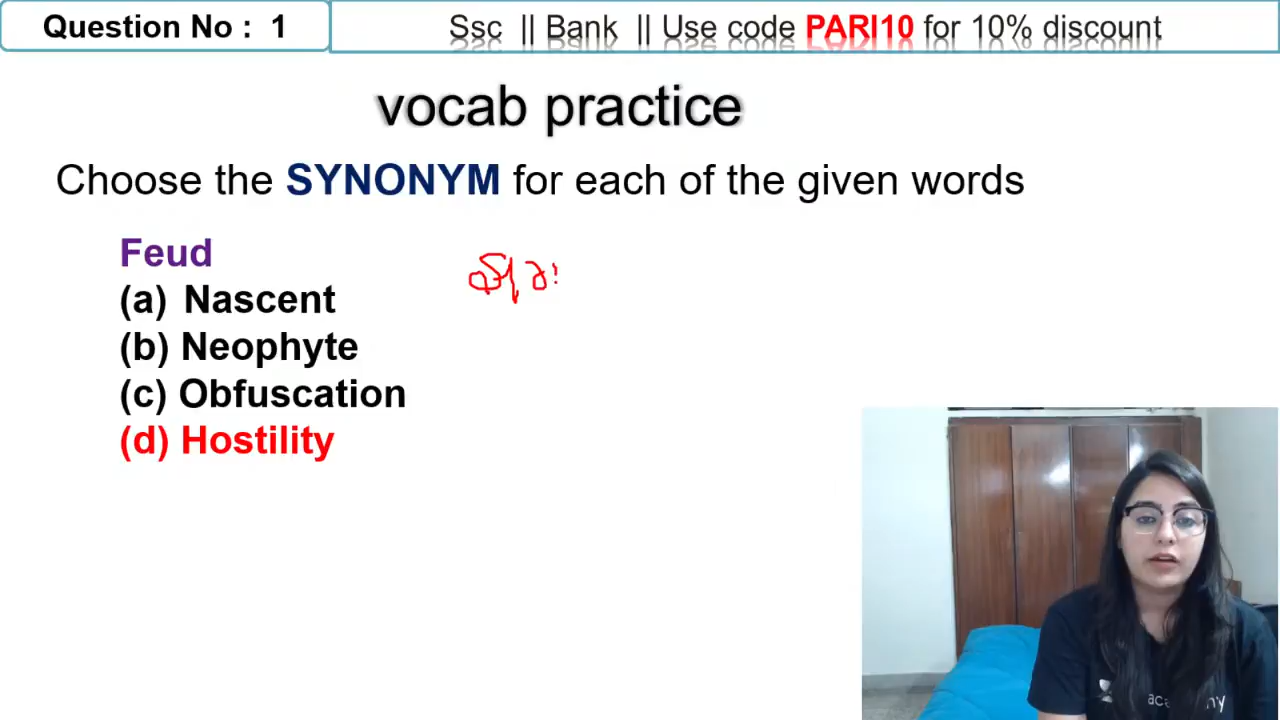 Question No : 1
Ssc || Bank || Use code PARI10 for 10% discount
vocab practice
Choose the SYNONYM for each of the given words
Feud
(a) Nascent
(b) Neophyte
(c) Obfuscation
(d) Hostility